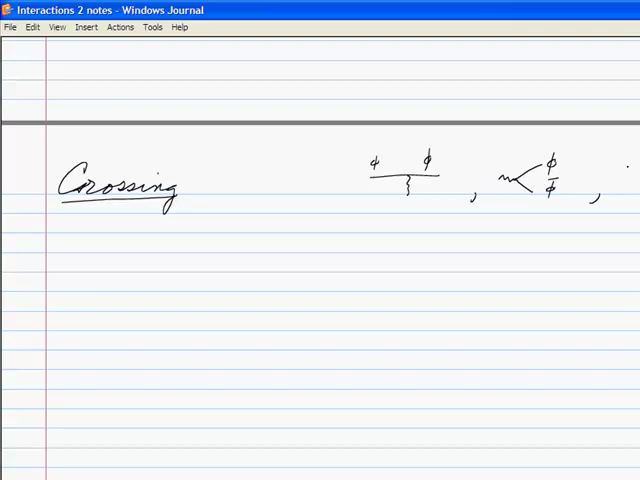 Interactions 2 notes - Windows Journal
File Edit View Insert Actions Tools Help
Crossing
ϕ ϕ , ϕ ϕ̅ ,